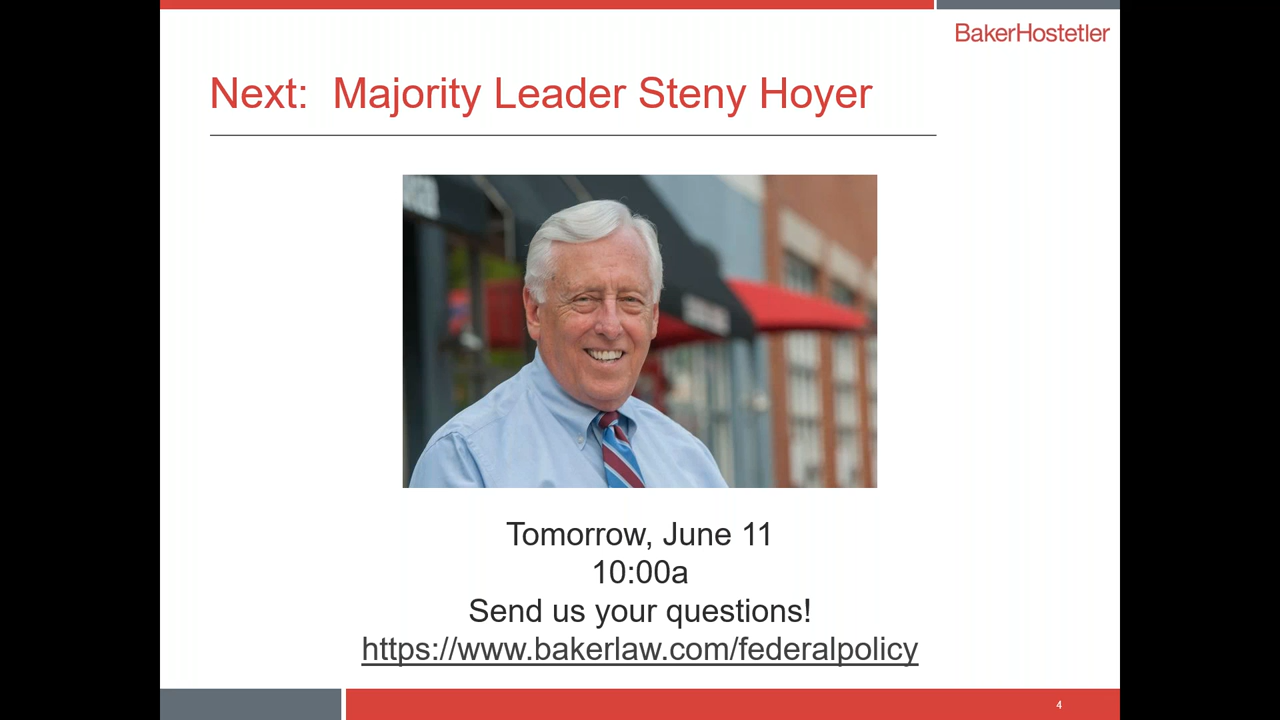 BakerHostetler
Next: Majority Leader Steny Hoyer
Tomorrow, June 11
10:00a
Send us your questions!
https://www.bakerlaw.com/federalpolicy
4